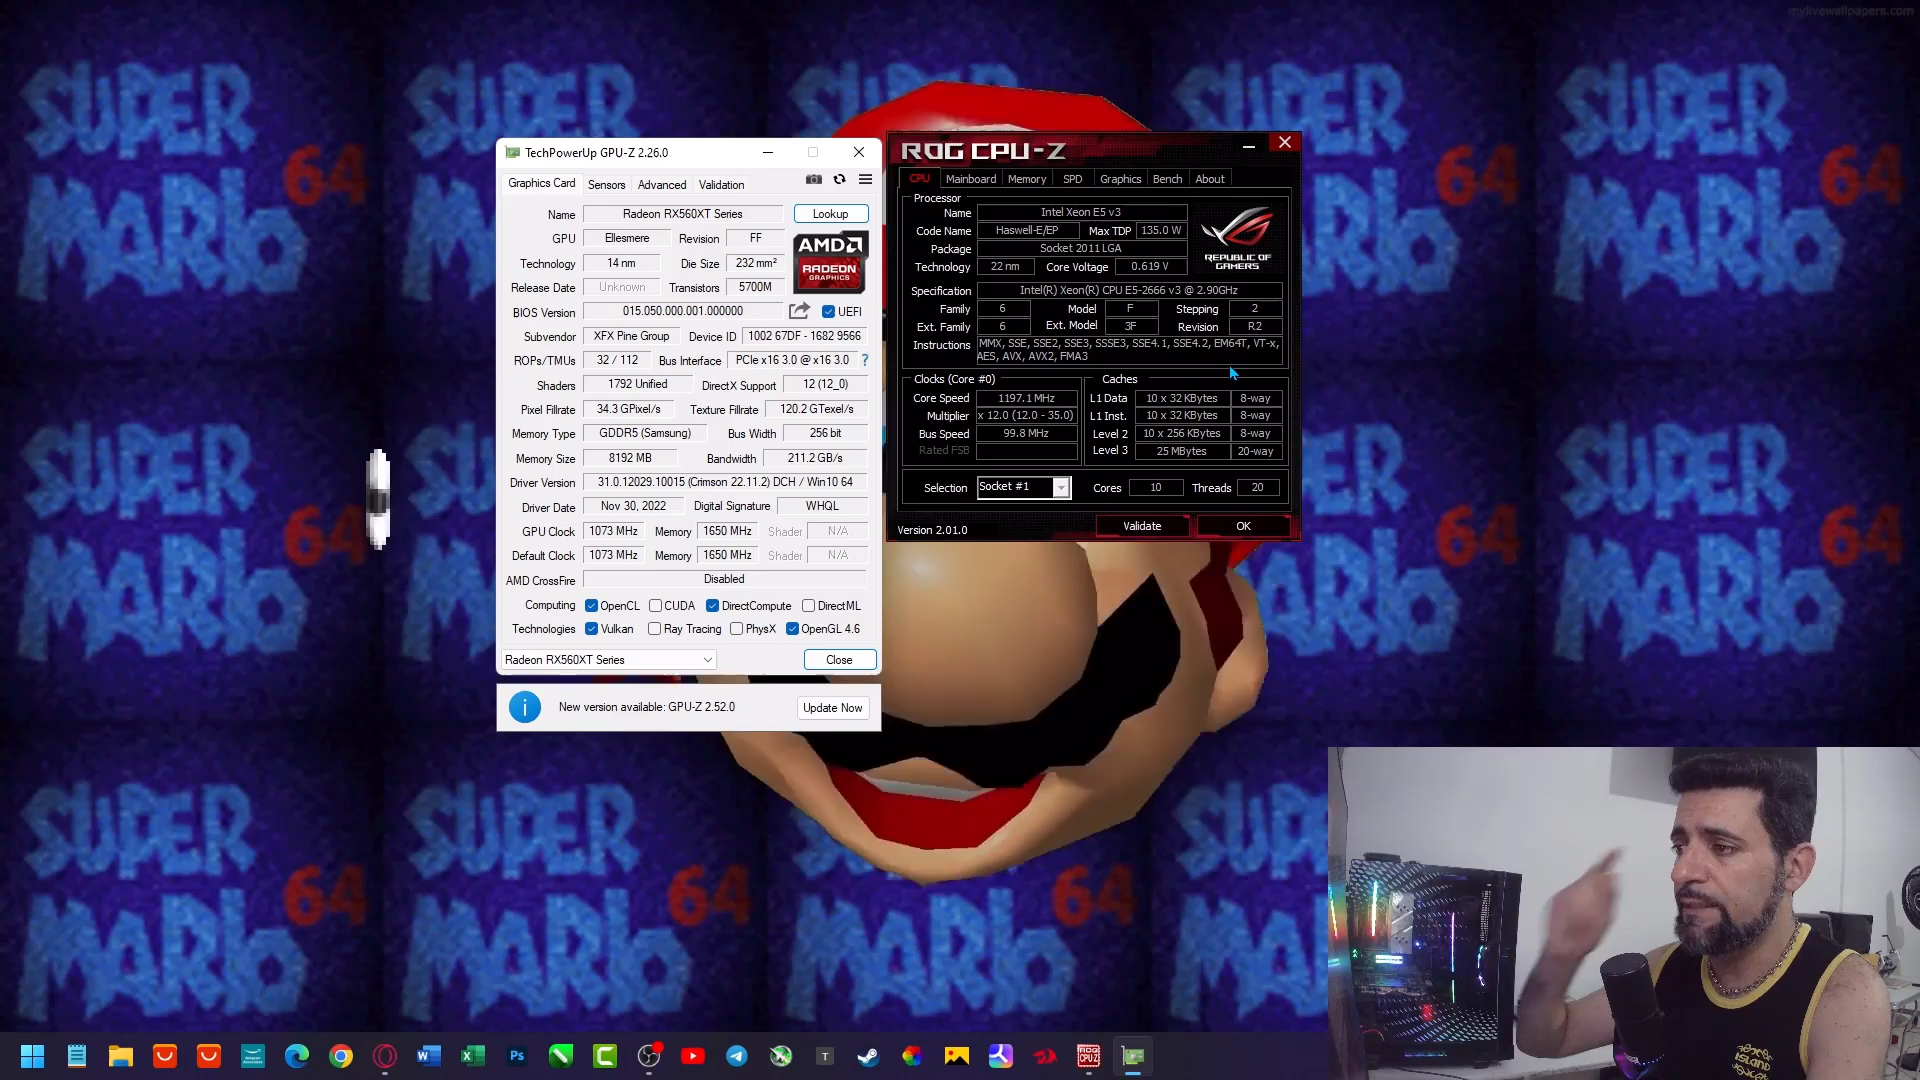 mylivewallpapers.com
SUPER MARIO 64
SUPER MARIO 64
SUPER MARIO 64
SUPER MARIO 64
TechPowerUp GPU-Z 2.26.0
Graphics Card Sensors Advanced Validation
Name Radeon RX560XT Series Lookup
GPU Ellesmere Revision FF
AMD RADEON GRAPHICS
Technology 14 nm Die Size 232 mm²
Release Date Unknown Transistors 5700M
BIOS Version 015.050.000.001.000000 UEFI
Subvendor XFX Pine Group Device ID 1002 67DF - 1682 9566
ROPs/TMUs 32 / 112 Bus Interface PCIe x16 3.0 @ x16 3.0 ?
Shaders 1792 Unified DirectX Support 12 (12_0)
Pixel Fillrate 34.3 GPixel/s Texture Fillrate 120.2 GTexel/s
Memory Type GDDR5 (Samsung) Bus Width 256 bit
Memory Size 8192 MB Bandwidth 211.2 GB/s
Driver Version 31.0.12029.10015 (Crimson 22.11.2) DCH / Win10 64
Driver Date Nov 30, 2022 Digital Signature WHQL
GPU Clock 1073 MHz Memory 1650 MHz Shader N/A
Default Clock 1073 MHz Memory 1650 MHz Shader N/A
AMD CrossFire Disabled
Computing OpenCL CUDA DirectCompute DirectML
Technologies Vulkan Ray Tracing PhysX OpenGL 4.6
Radeon RX560XT Series Close
New version available: GPU-Z 2.52.0 Update Now
ROG CPU-Z
CPU Mainboard Memory SPD Graphics Bench About
Processor
Name Intel Xeon E5 v3
Code Name Haswell-E/EP Max TDP 135.0 W
Package Socket 2011 LGA
Technology 22 nm Core Voltage 0.619 V
REPUBLIC OF GAMERS
Specification Intel(R) Xeon(R) CPU E5-2666 v3 @ 2.90GHz
Family 6 Model F Stepping 2
Ext. Family 6 Ext. Model 3F Revision R2
Instructions MMX, SSE, SSE2, SSE3, SSSE3, SSE4.1, SSE4.2, EM64T, VT-x,
AES, AVX, AVX2, FMA3
Clocks (Core #0)
Core Speed 1197.1 MHz
Multiplier x 12.0 (12.0 - 35.0)
Bus Speed 99.8 MHz
Rated FSB
Caches
L1 Data 10 x 32 KBytes 8-way
L1 Inst. 10 x 32 KBytes 8-way
Level 2 10 x 256 KBytes 8-way
Level 3 25 MBytes 20-way
Selection Socket #1 Cores 10 Threads 20
Version 2.01.0 Validate OK
ISLAND